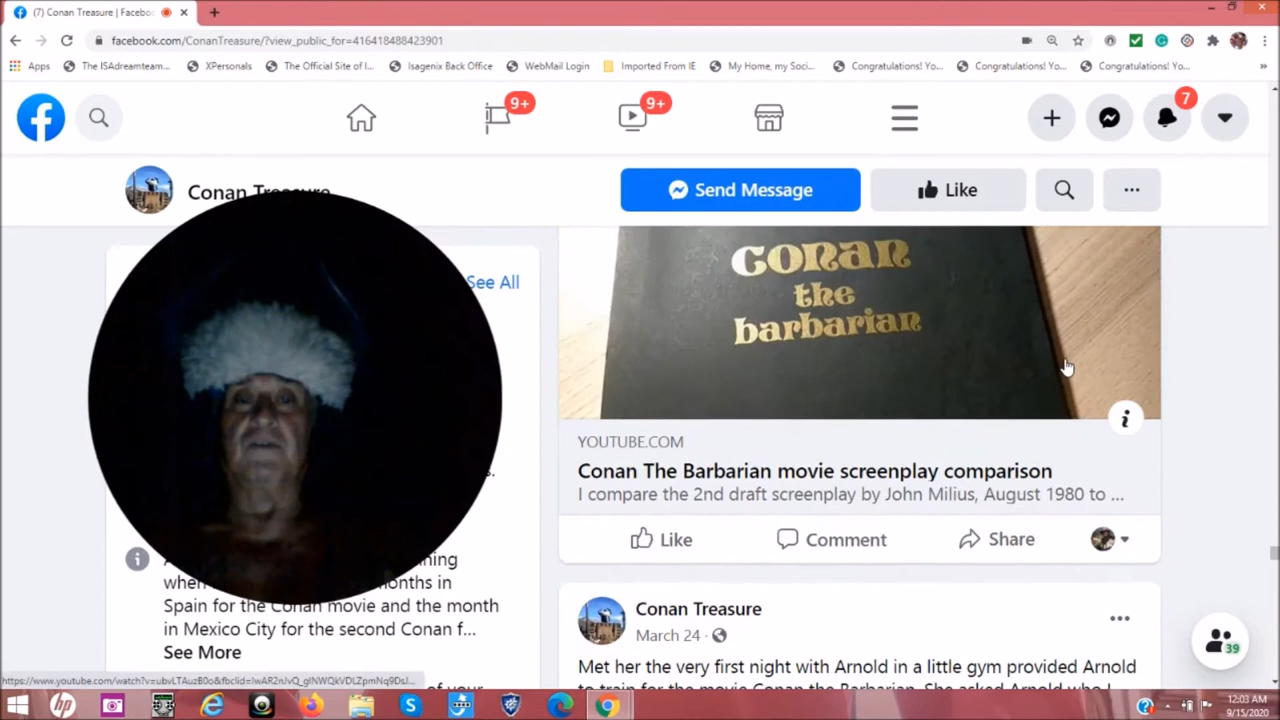 (7) Conan Treasure | Facebo
facebook.com/ConanTreasure/?view_public_for=416418488423901
Apps
The ISAdreamteam...
XPersonals
The Official Site of I...
Isagenix Back Office
WebMail Login
Imported From IE
My Home, my Soci...
Congratulations! Yo...
Congratulations! Yo...
Congratulations! Yo...
»
f
9+
9+
7
Conan Treasure
Send Message
Like
See All
conan
the
barbarian
YOUTUBE.COM
Conan The Barbarian movie screenplay comparison
I compare the 2nd draft screenplay by John Milius, August 1980 to ...
Like
Comment
Share
when
months in
Spain for the Conan movie and the month
in Mexico City for the second Conan f...
See More
Conan Treasure
March 24
Met her the very first night with Arnold in a little gym provided Arnold
39
12:03 AM
9/15/2020